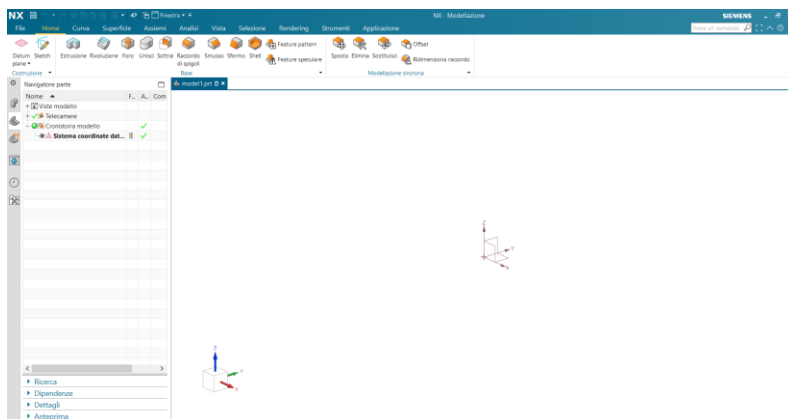 NX
Finestra
NX - Modellazione
SIEMENS
File Home Curva Superficie Assiemi Analisi Vista Selezione Rendering Strumenti Applicazione
Trova un comando
Datum plane
Sketch
Estrusione Rivoluzione Foro Unisci Sottrai
Raccordo di spigoli
Smusso Sformo Shell
Feature pattern
Feature speculare
Sposta Elimina Sostituisci
Offset
Ridimensiona raccordo
Costruzione
Base
Modellazione sincrona
Navigatore parte
model1.prt
Nome F... A... Com
Viste modello
Telecamere
Cronistoria modello
Sistema coordinate dat...
Z
Y
X
Z
Y
X
Ricerca
Dipendenze
Dettagli
Anteprima